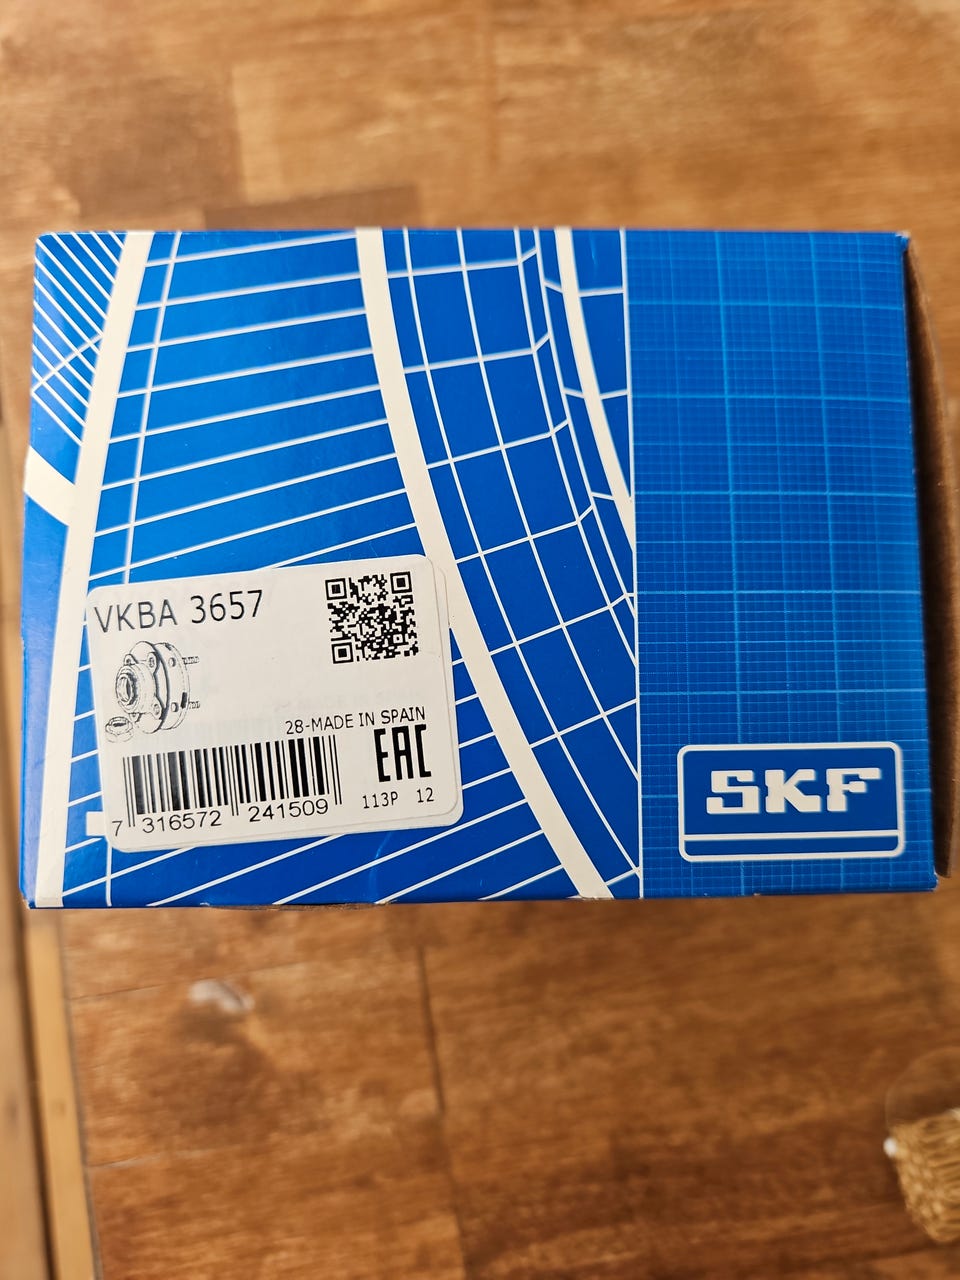 VKBA 3657
28-MADE IN SPAIN
EAC
7 316572 241509
113P 12
SKF